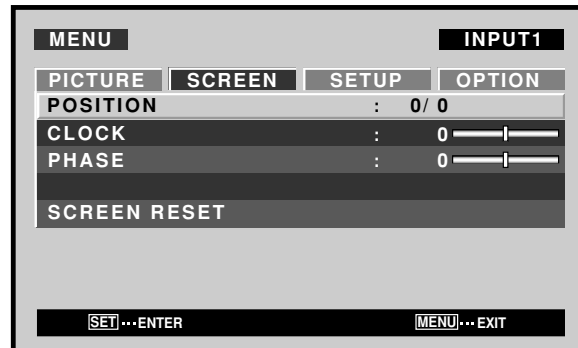 MENU INPUT1
PICTURE SCREEN SETUP OPTION
POSITION : 0/ 0
CLOCK : 0
PHASE : 0
SCREEN RESET
SET ··· ENTER MENU ··· EXIT